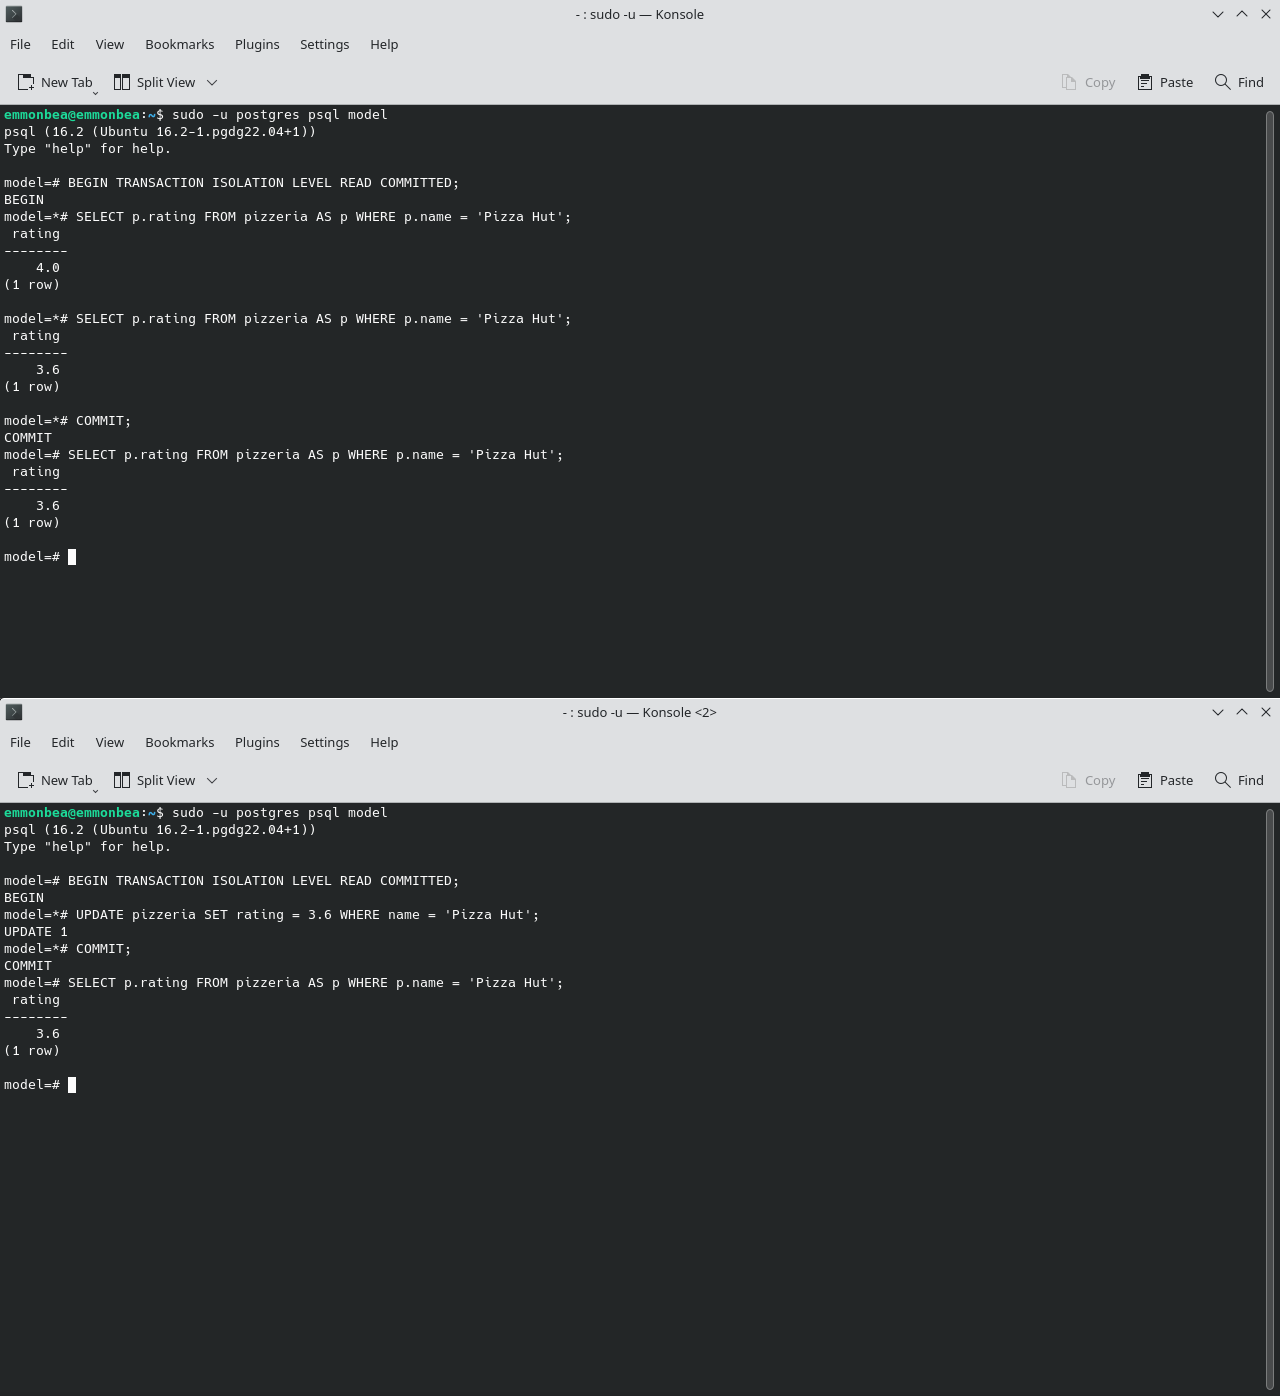 - : sudo -u — Konsole
File Edit View Bookmarks Plugins Settings Help
New Tab Split View Copy Paste Find
emmonbea@emmonbea:~$ sudo -u postgres psql model
psql (16.2 (Ubuntu 16.2-1.pgdg22.04+1))
Type "help" for help.
model=# BEGIN TRANSACTION ISOLATION LEVEL READ COMMITTED;
BEGIN
model=*# SELECT p.rating FROM pizzeria AS p WHERE p.name = 'Pizza Hut';
rating
--------
4.0
(1 row)
model=*# SELECT p.rating FROM pizzeria AS p WHERE p.name = 'Pizza Hut';
rating
--------
3.6
(1 row)
model=*# COMMIT;
COMMIT
model=# SELECT p.rating FROM pizzeria AS p WHERE p.name = 'Pizza Hut';
rating
--------
3.6
(1 row)
model=#
- : sudo -u — Konsole <2>
File Edit View Bookmarks Plugins Settings Help
New Tab Split View Copy Paste Find
emmonbea@emmonbea:~$ sudo -u postgres psql model
psql (16.2 (Ubuntu 16.2-1.pgdg22.04+1))
Type "help" for help.
model=# BEGIN TRANSACTION ISOLATION LEVEL READ COMMITTED;
BEGIN
model=*# UPDATE pizzeria SET rating = 3.6 WHERE name = 'Pizza Hut';
UPDATE 1
model=*# COMMIT;
COMMIT
model=# SELECT p.rating FROM pizzeria AS p WHERE p.name = 'Pizza Hut';
rating
--------
3.6
(1 row)
model=#